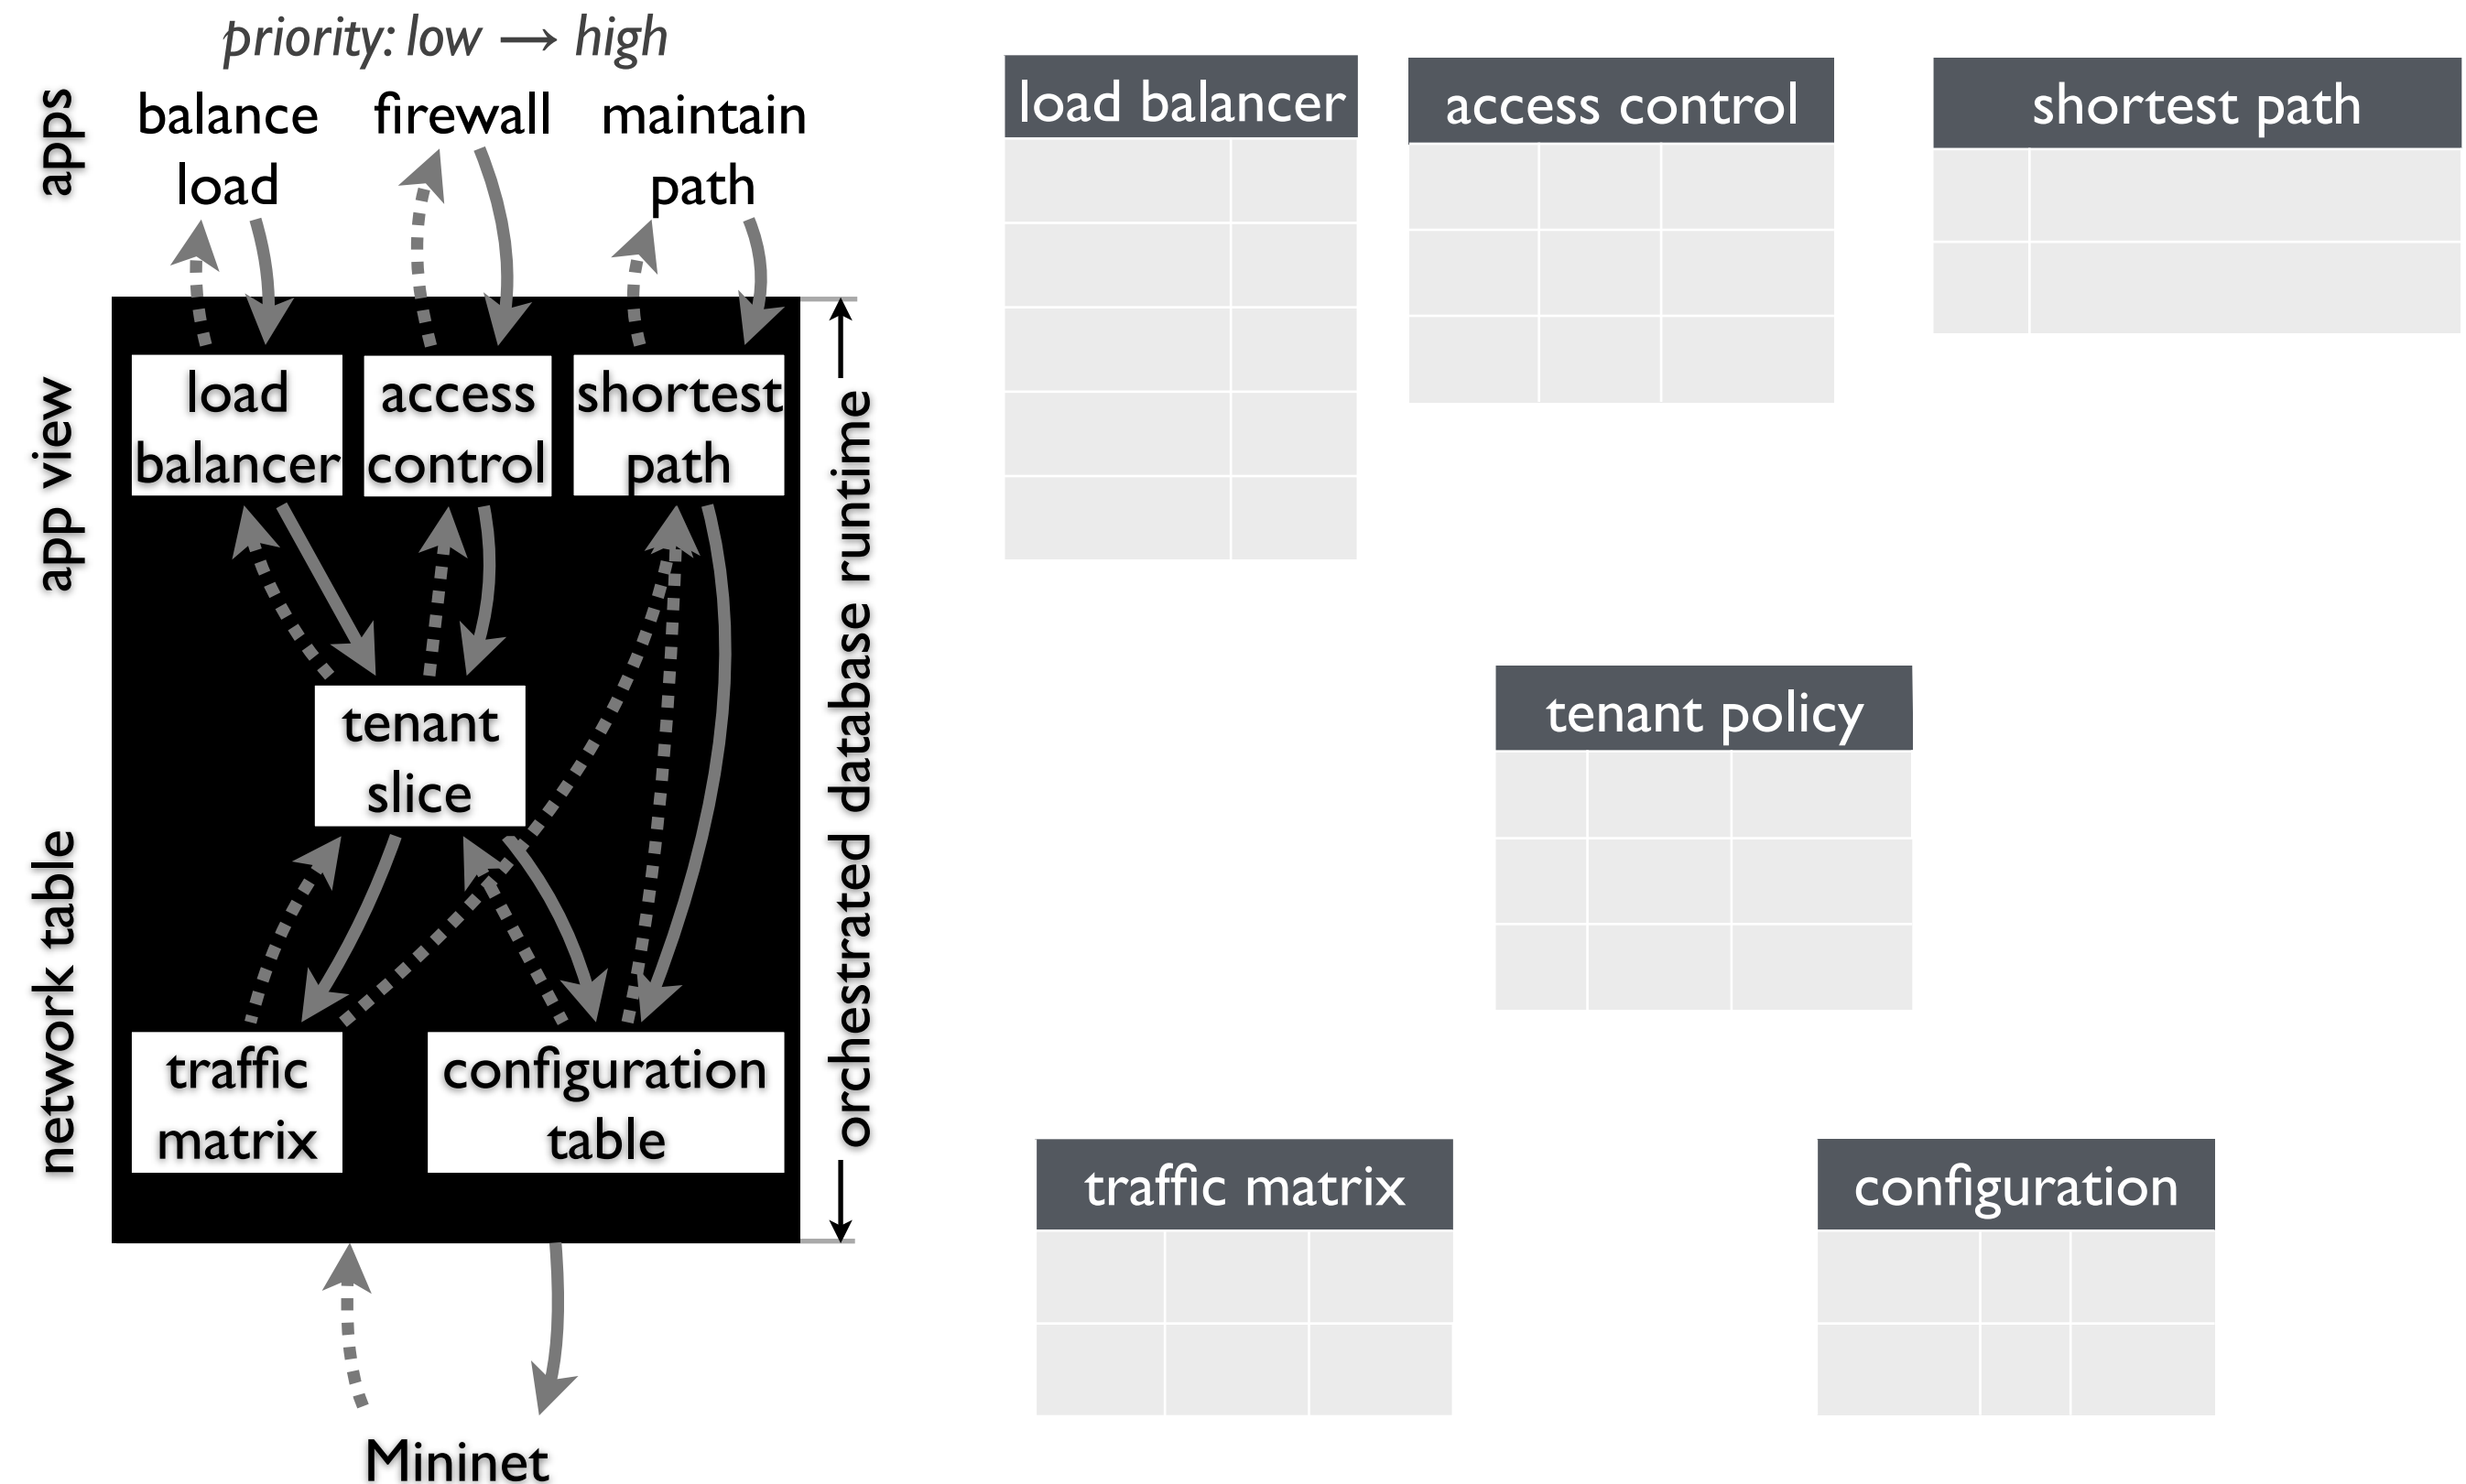 priority: low → high
apps
balance
load
firewall
maintain
path
app view
load
balancer
access
control
shortest
path
tenant
slice
network table
traffic
matrix
configuration
table
orchestrated database runtime
Mininet
load balancer
access control
shortest path
tenant policy
traffic matrix
configuration